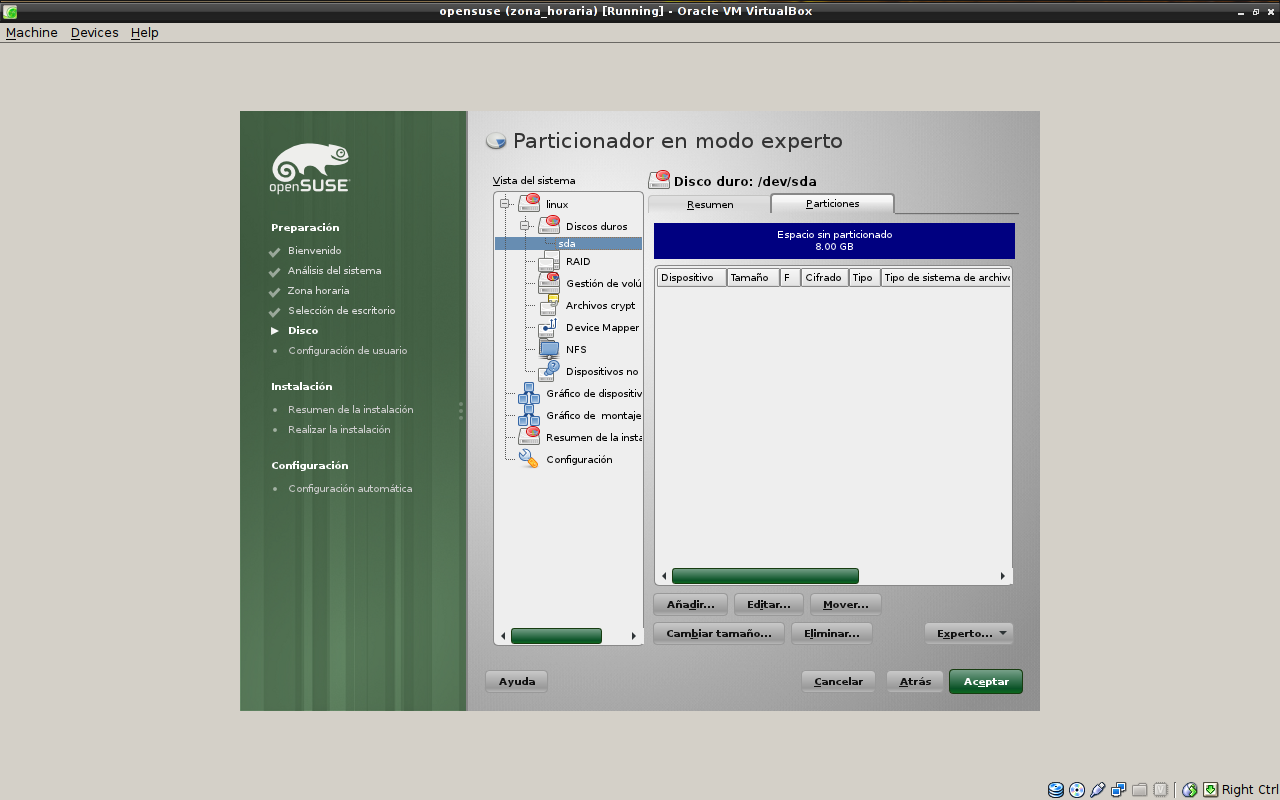 opensuse (zona_horaria) [Running] - Oracle VM VirtualBox
Machine Devices Help
openSUSE
Preparación
Bienvenido
Análisis del sistema
Zona horaria
Selección de escritorio
Disco
Configuración de usuario
Instalación
Resumen de la instalación
Realizar la instalación
Configuración
Configuración automática
Particionador en modo experto
Vista del sistema
linux
Discos duros
sda
RAID
Gestión de volú
Archivos crypt
Device Mapper
NFS
Dispositivos no
Gráfico de dispositiv
Gráfico de montaje
Resumen de la insta
Configuración
Disco duro: /dev/sda
Resumen Particiones
Espacio sin particionado
8.00 GB
Dispositivo Tamaño F Cifrado Tipo Tipo de sistema de archivo
Añadir... Editar... Mover...
Cambiar tamaño... Eliminar... Experto...
Ayuda Cancelar Atrás Aceptar
Right Ctrl